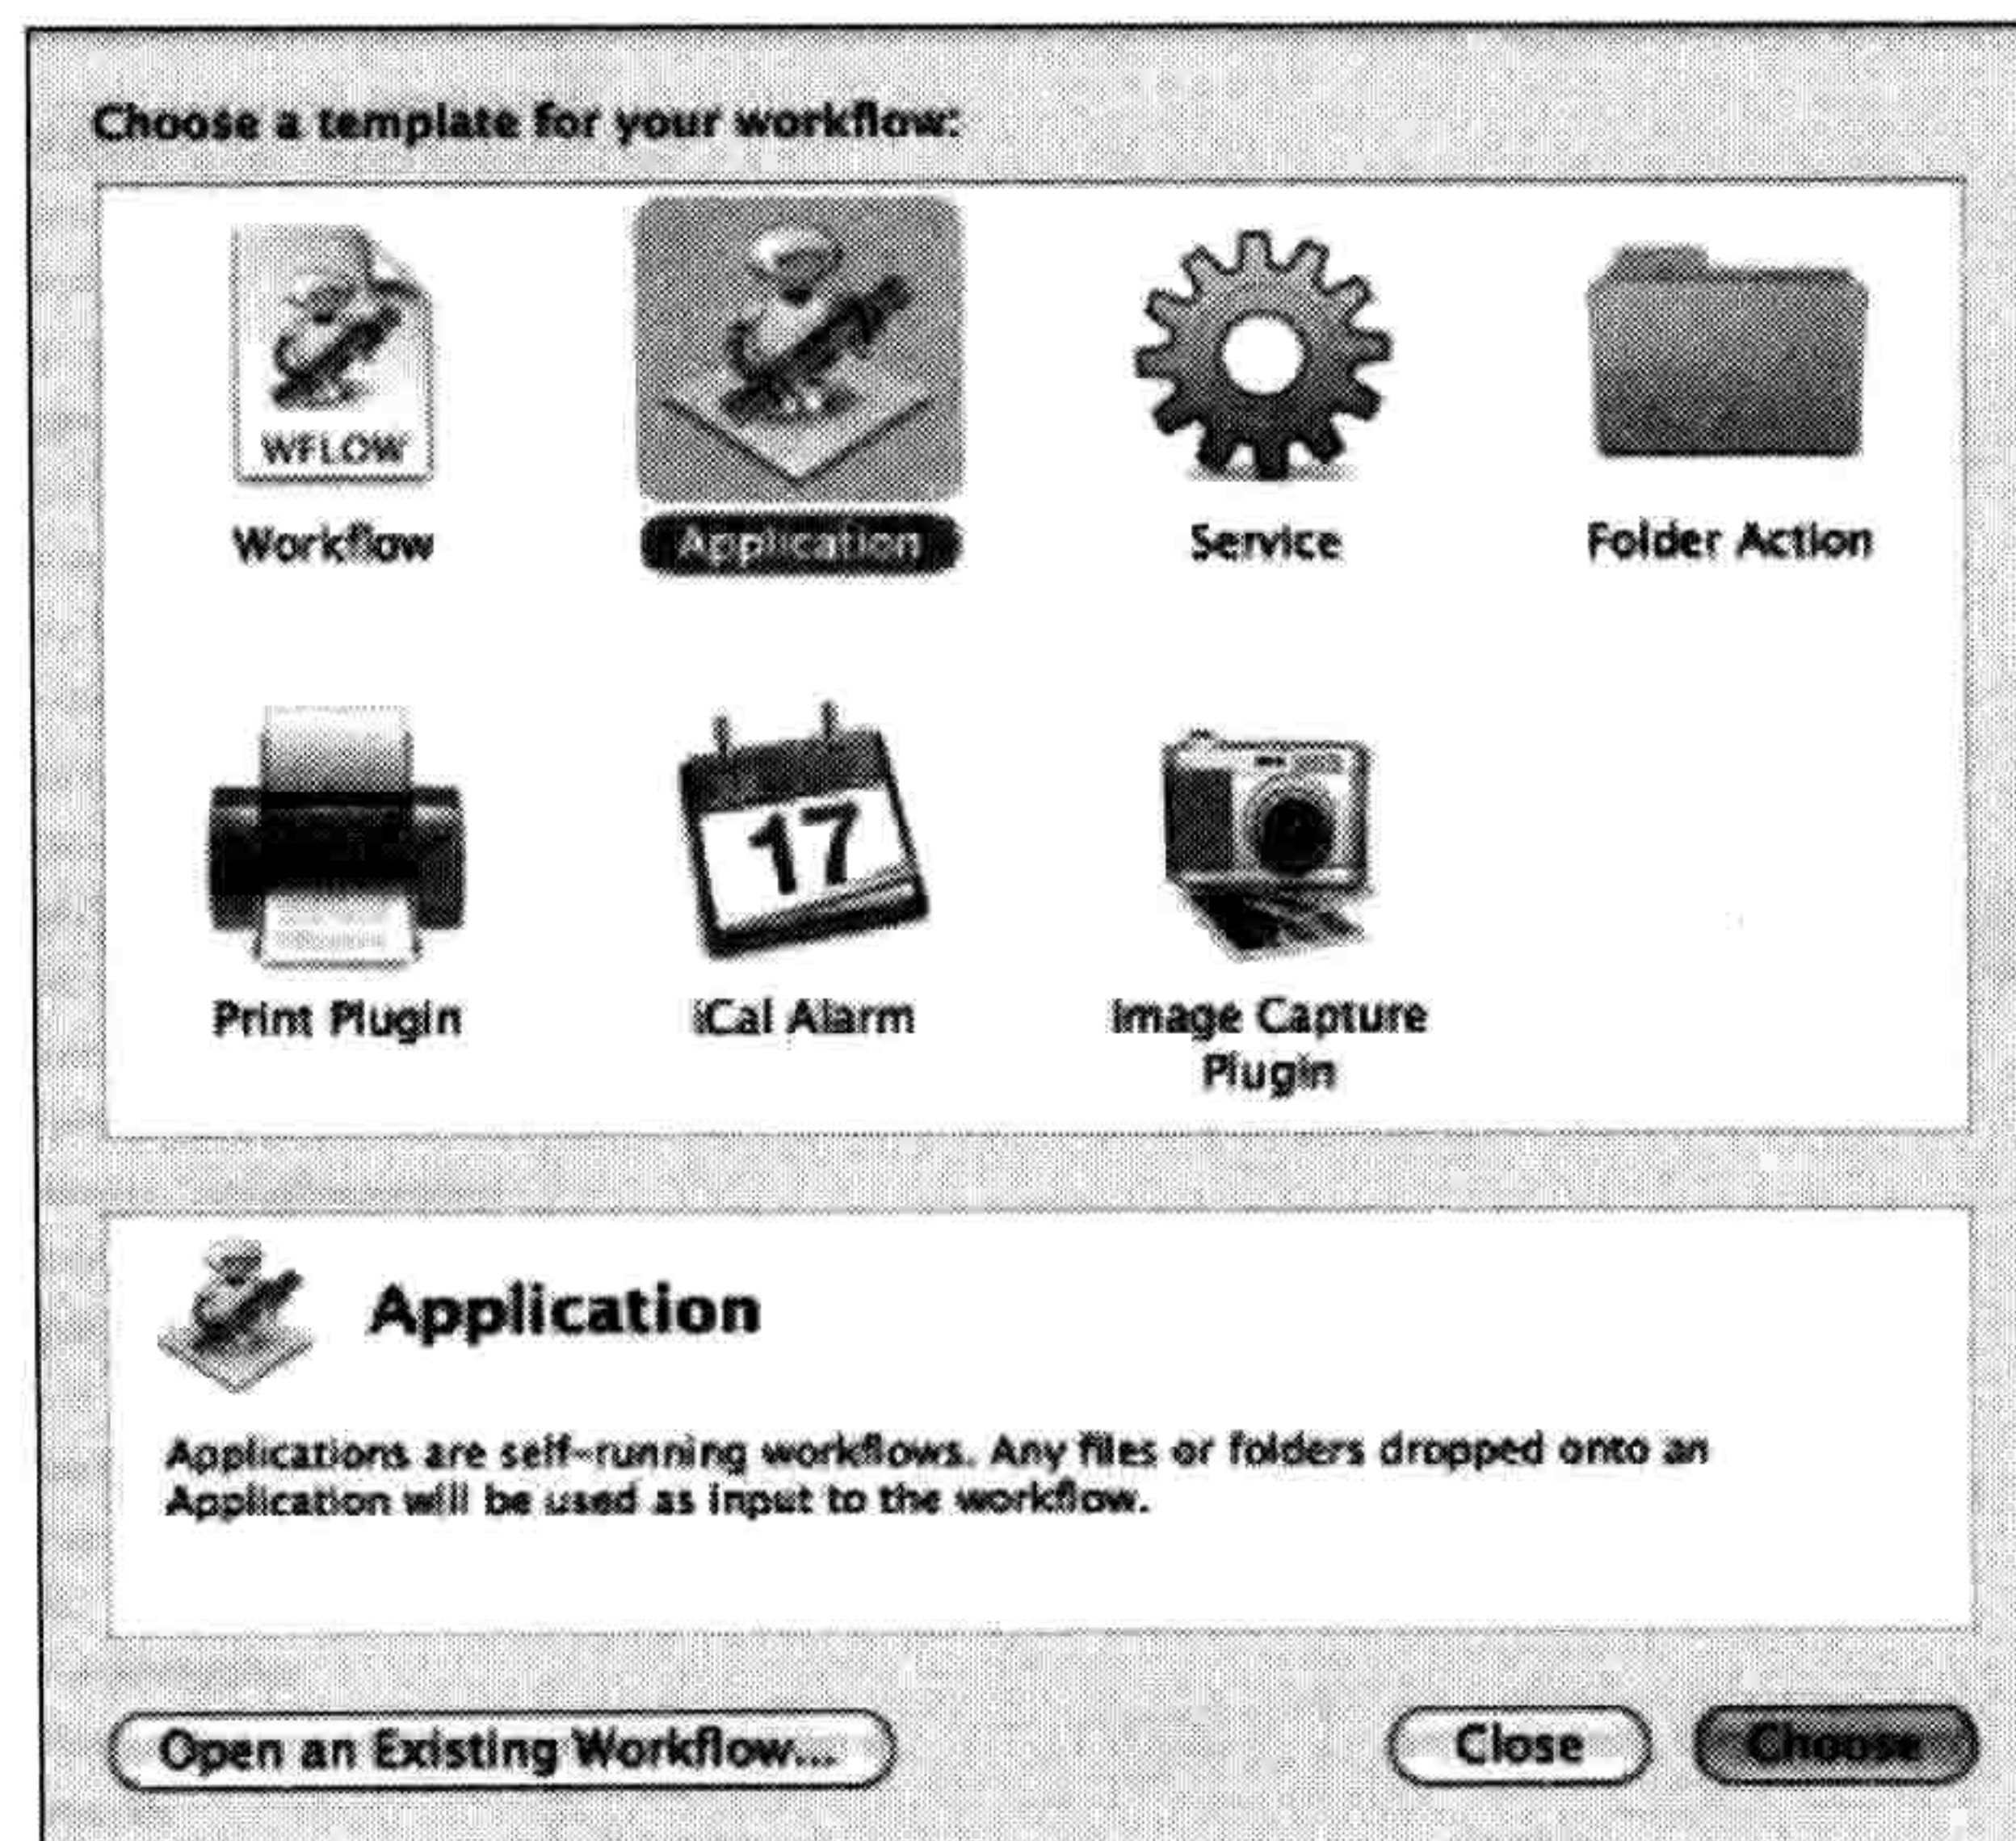 Choose a template for your workflow:
WFLOW
Workflow
Application
Service
Folder Action
17
Print Plugin
iCal Alarm
Image Capture
Plugin
Application
Applications are self-running workflows. Any files or folders dropped onto an
Application will be used as input to the workflow.
Open an Existing Workflow...
Close
Choose